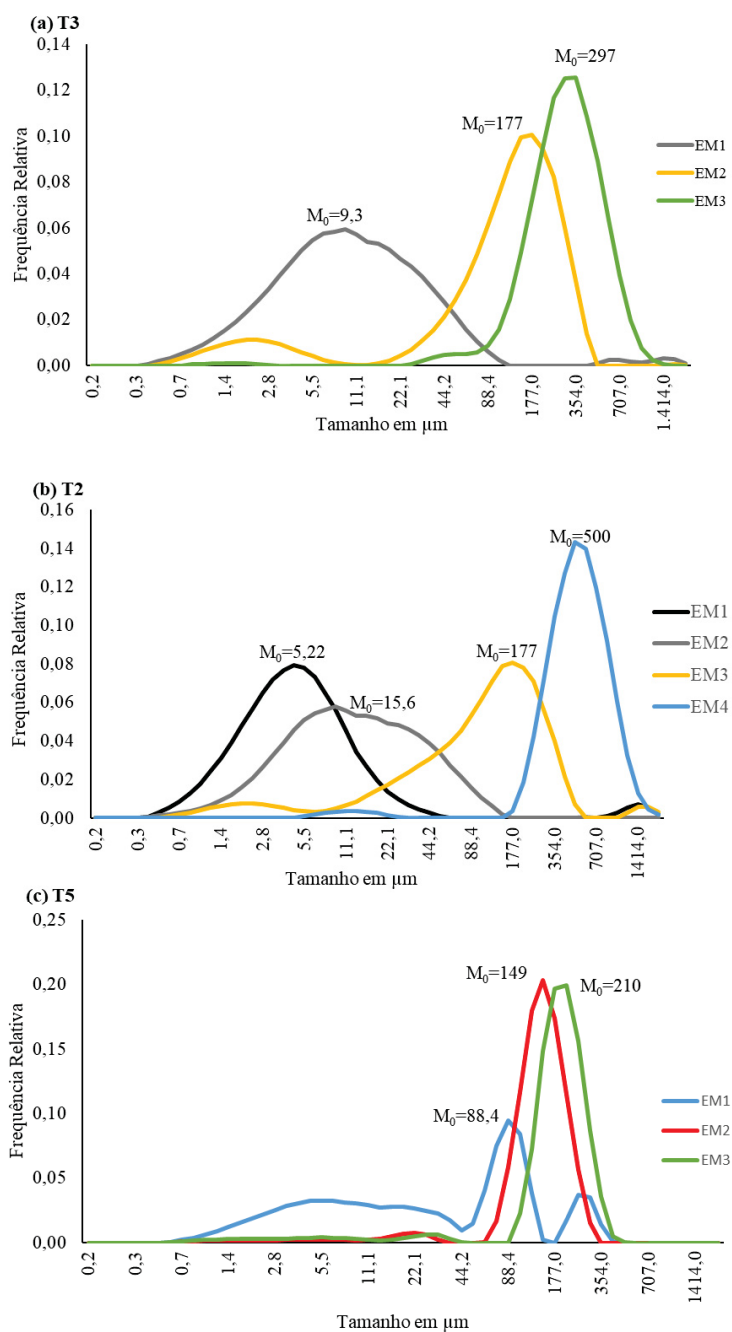 (a) T3
Frequência Relativa
0,14
0,12
0,10
0,08
0,06
0,04
0,02
0,00
M₀=9,3
M₀=177
M₀=297
EM1
EM2
EM3
0,2 0,3 0,7 1,4 2,8 5,5 11,1 22,1 44,2 88,4 177,0 354,0 707,0 1.414,0
Tamanho em µm
(b) T2
Frequência Relativa
0,16
0,14
0,12
0,10
0,08
0,06
0,04
0,02
0,00
M₀=5,22
M₀=15,6
M₀=177
M₀=500
EM1
EM2
EM3
EM4
0,2 0,3 0,7 1,4 2,8 5,5 11,1 22,1 44,2 88,4 177,0 354,0 707,0 1414,0
Tamanho em µm
(c) T5
Frequência Relativa
0,25
0,20
0,15
0,10
0,05
0,00
M₀=88,4
M₀=149
M₀=210
EM1
EM2
EM3
0,2 0,3 0,7 1,4 2,8 5,5 11,1 22,1 44,2 88,4 177,0 354,0 707,0 1414,0
Tamanho em µm